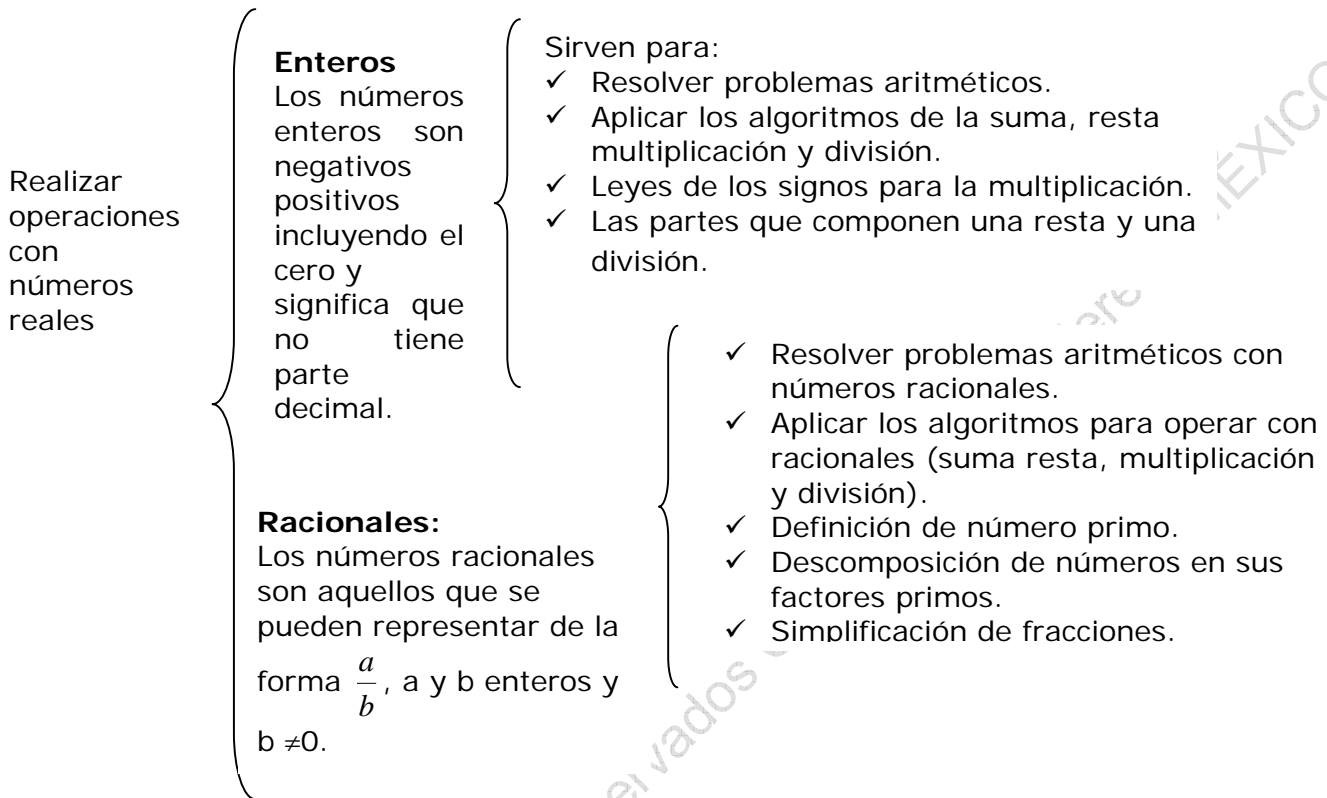 Realizar
operaciones
con
números
reales
Enteros
Los números
enteros son
negativos
positivos
incluyendo el
cero y
significa que
no tiene
parte
decimal.
Sirven para:
✓ Resolver problemas aritméticos.
✓ Aplicar los algoritmos de la suma, resta
multiplicación y división.
✓ Leyes de los signos para la multiplicación.
✓ Las partes que componen una resta y una
división.
Racionales:
Los números racionales
son aquellos que se
pueden representar de la
forma a/b, a y b enteros y
b ≠0.
✓ Resolver problemas aritméticos con
números racionales.
✓ Aplicar los algoritmos para operar con
racionales (suma resta, multiplicación
y división).
✓ Definición de número primo.
✓ Descomposición de números en sus
factores primos.
✓ Simplificación de fracciones.